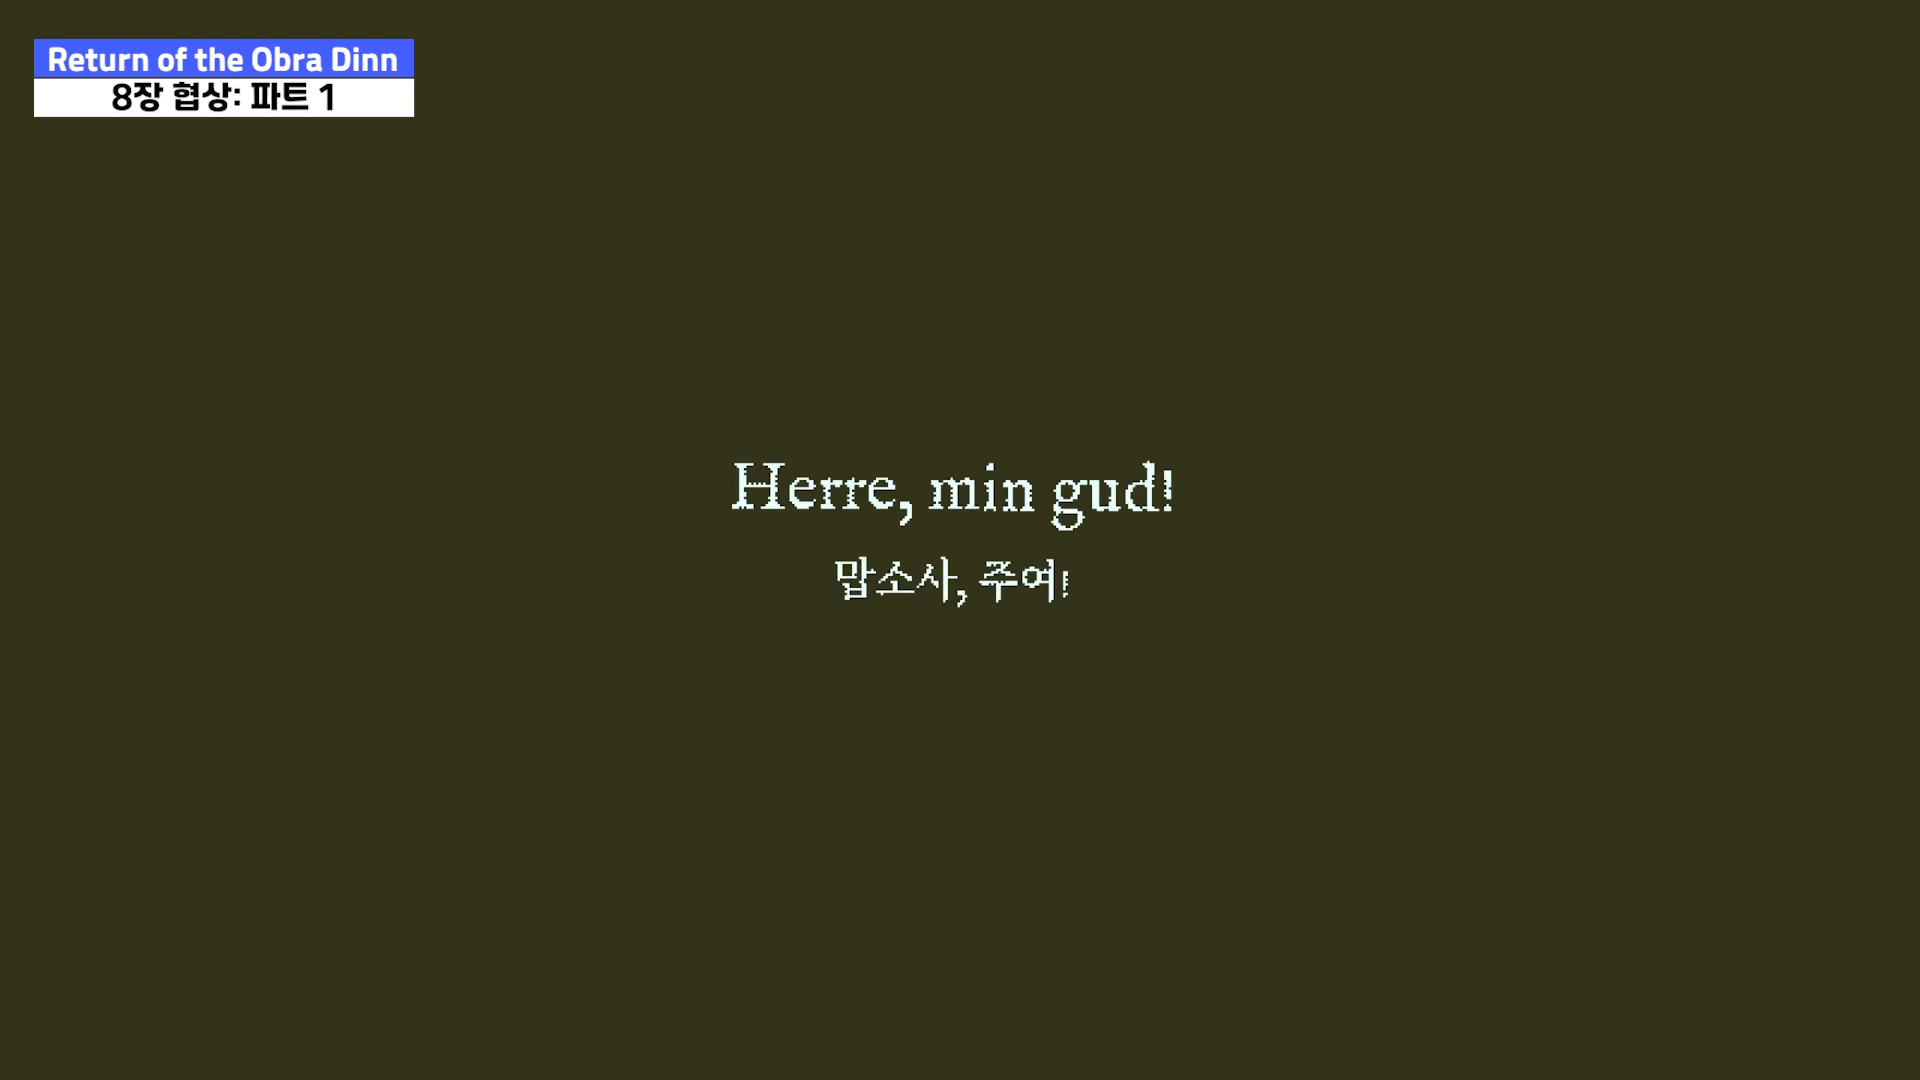 Return of the Obra Dinn
8장 협상: 파트 1
Herre, min gud!
맙소사, 주여!